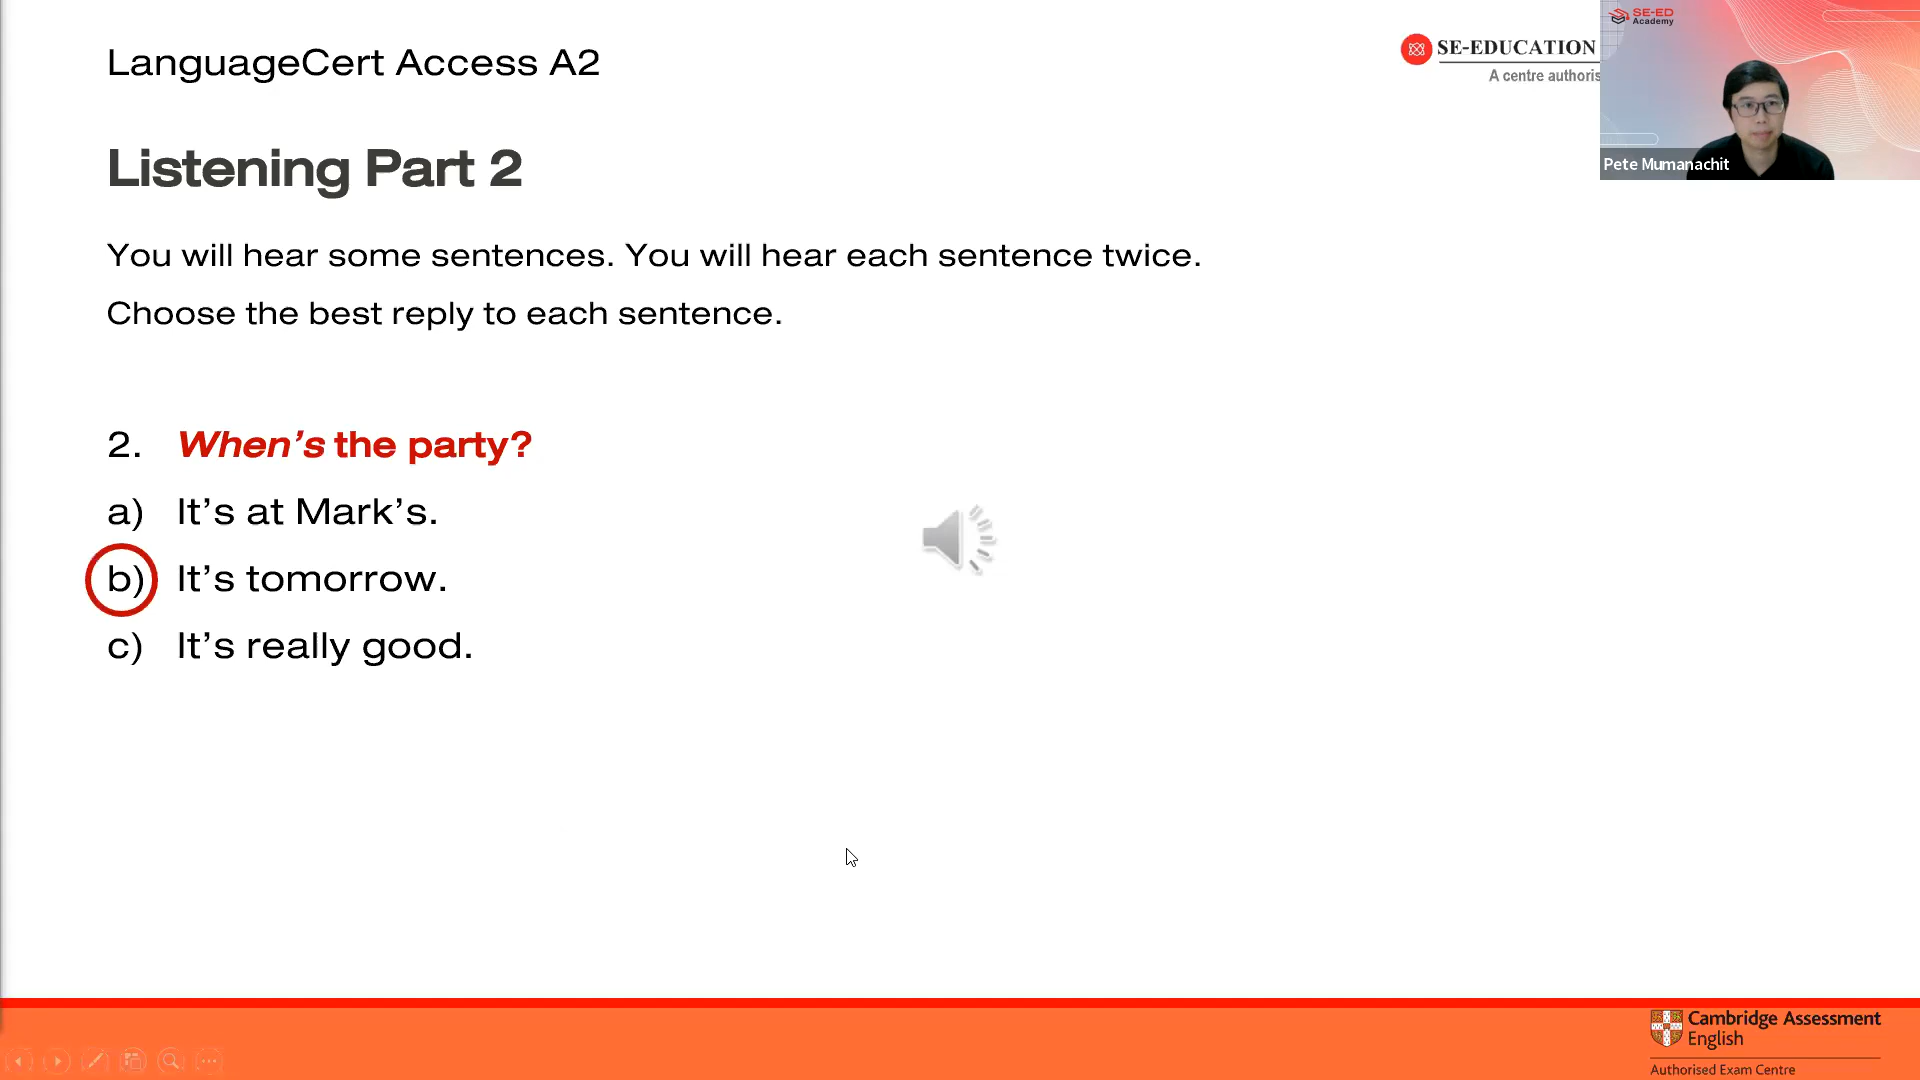 LanguageCert Access A2
SE-EDUCATION
A centre authoris
SE-ED
Academy
Pete Mumanachit
Listening Part 2
You will hear some sentences. You will hear each sentence twice.
Choose the best reply to each sentence.
2. When’s the party?
a) It’s at Mark’s.
b) It’s tomorrow.
c) It’s really good.
Cambridge Assessment
English
Authorised Exam Centre